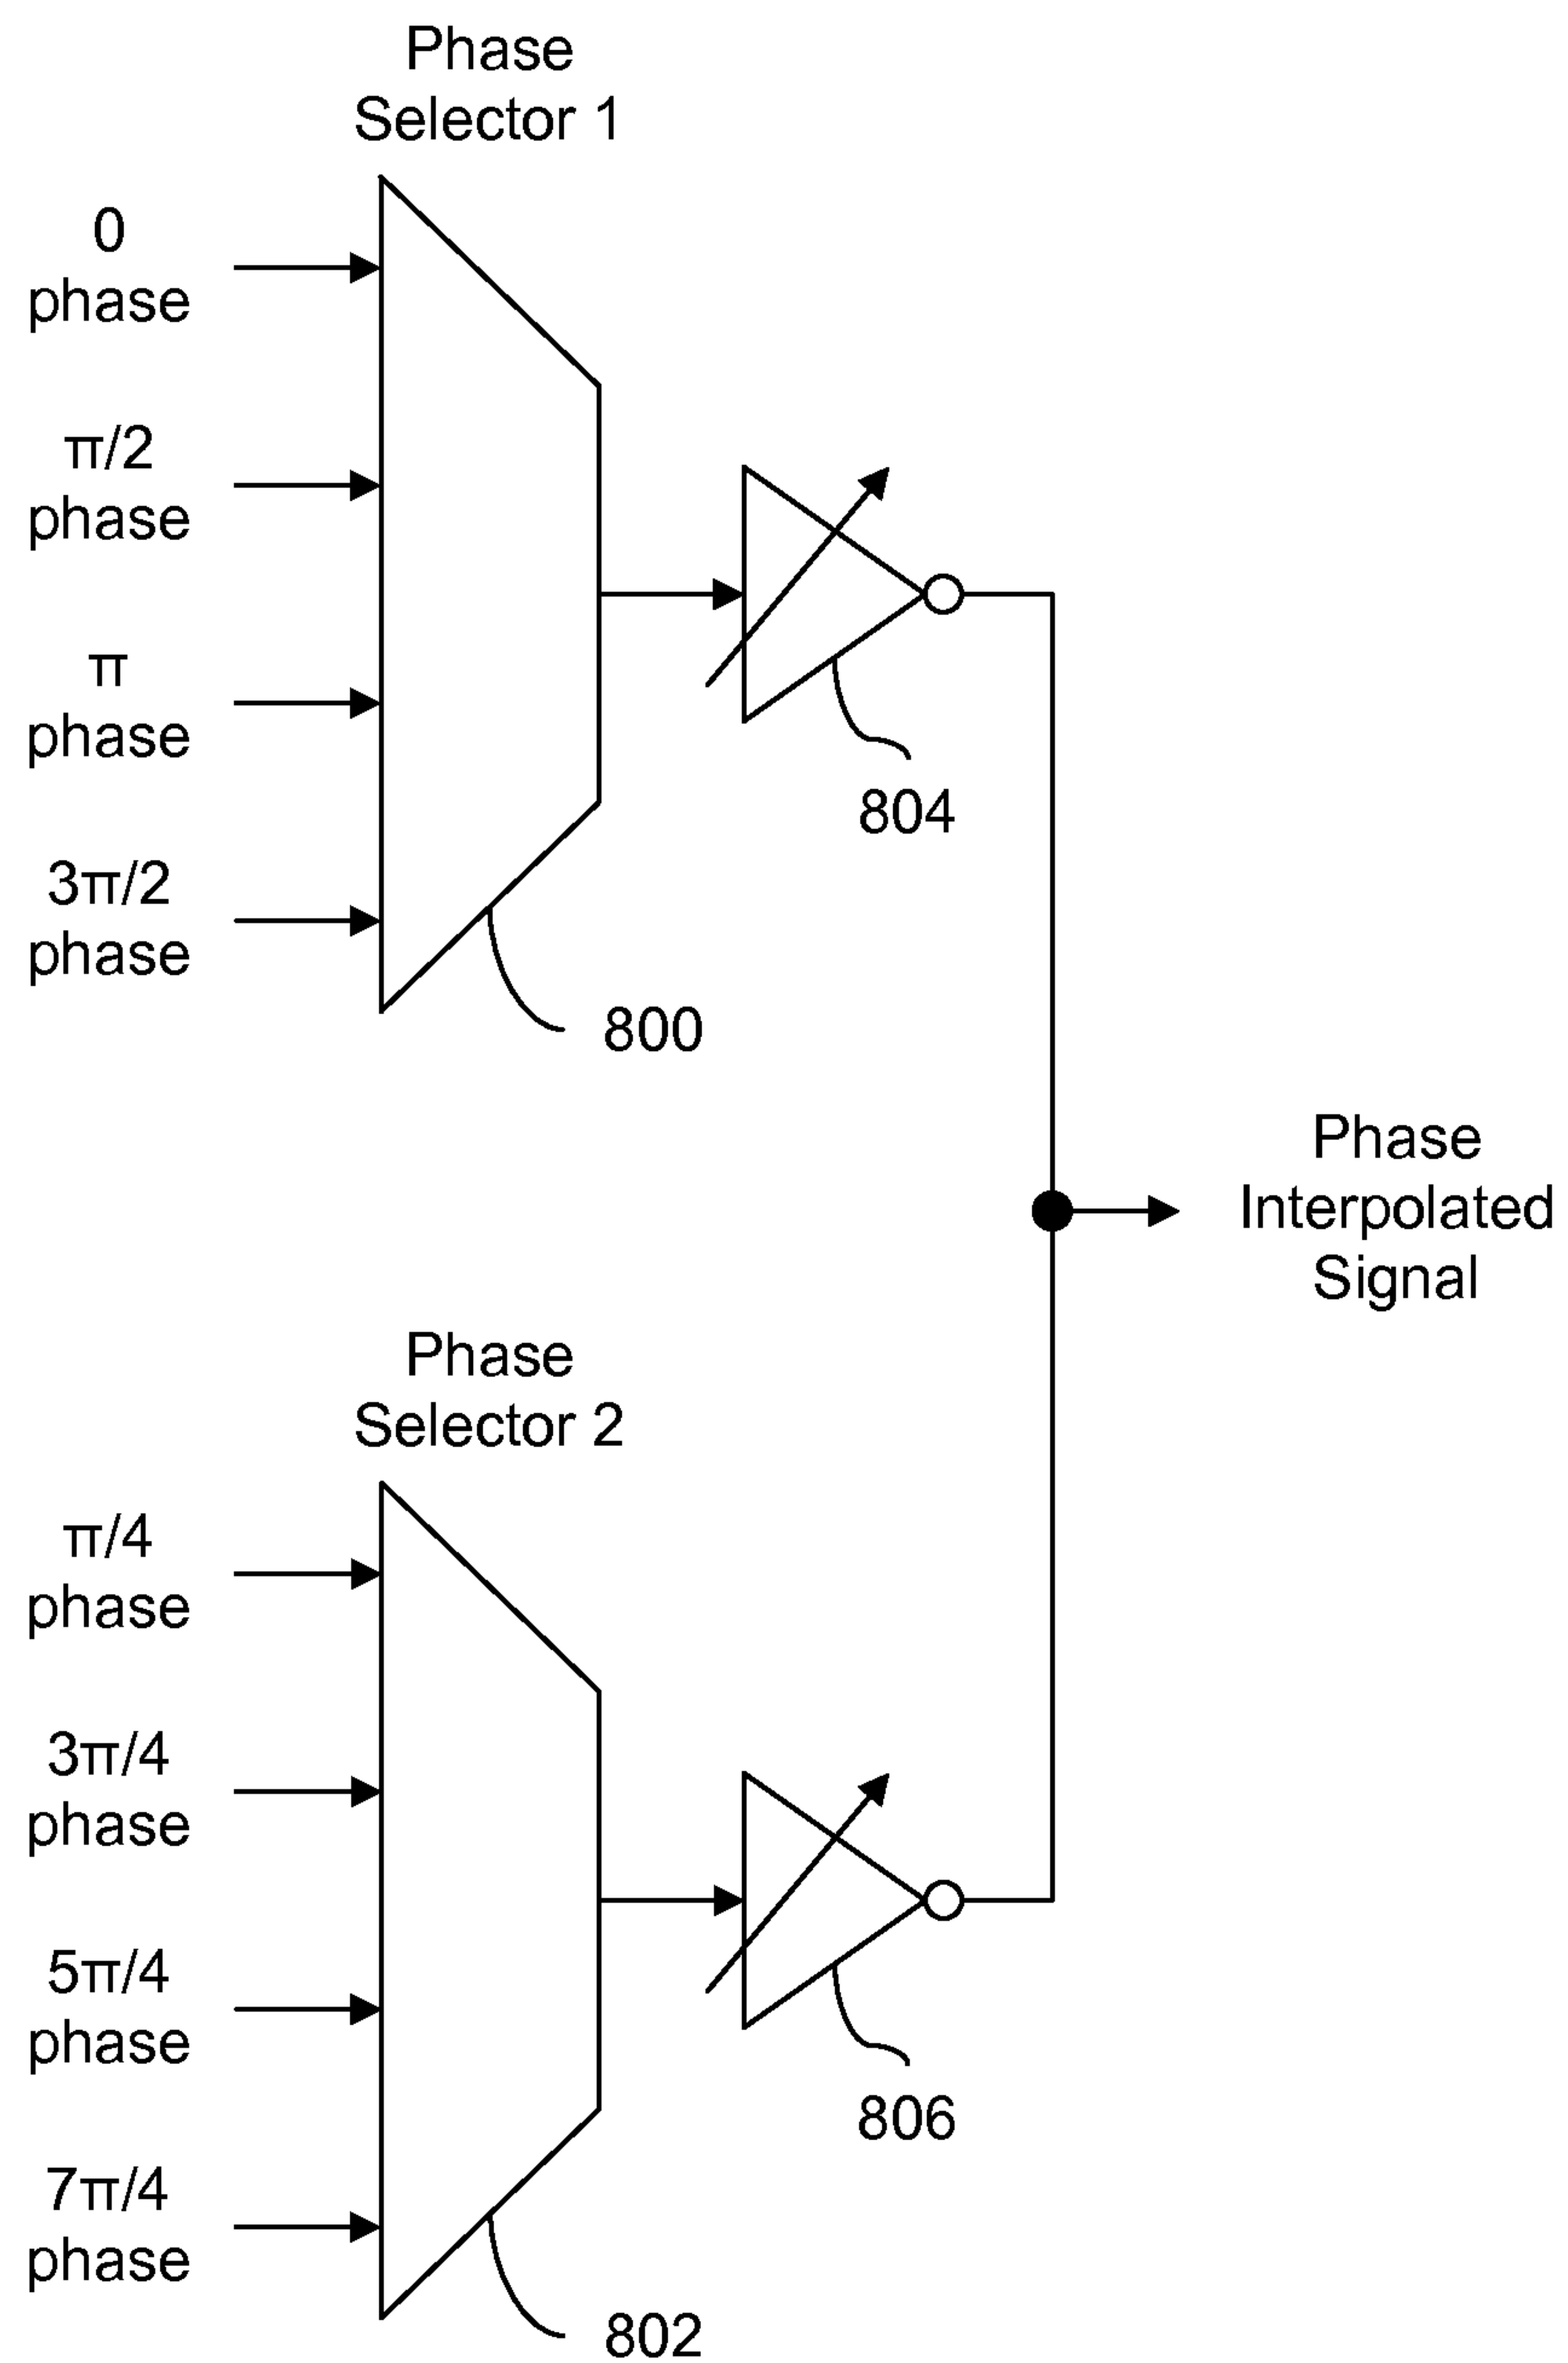 Phase
Selector 1
0
phase
π/2
phase
π
phase
3π/2
phase
804
800
Phase
Interpolated
Signal
Phase
Selector 2
π/4
phase
3π/4
phase
5π/4
phase
7π/4
phase
806
802